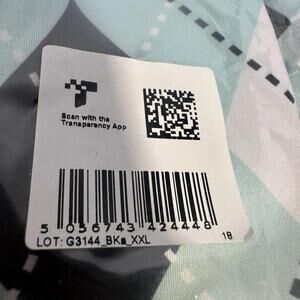 Scan with the
Transparency App
5 056743 424448
LOT: G3144_BKa_XXL
18